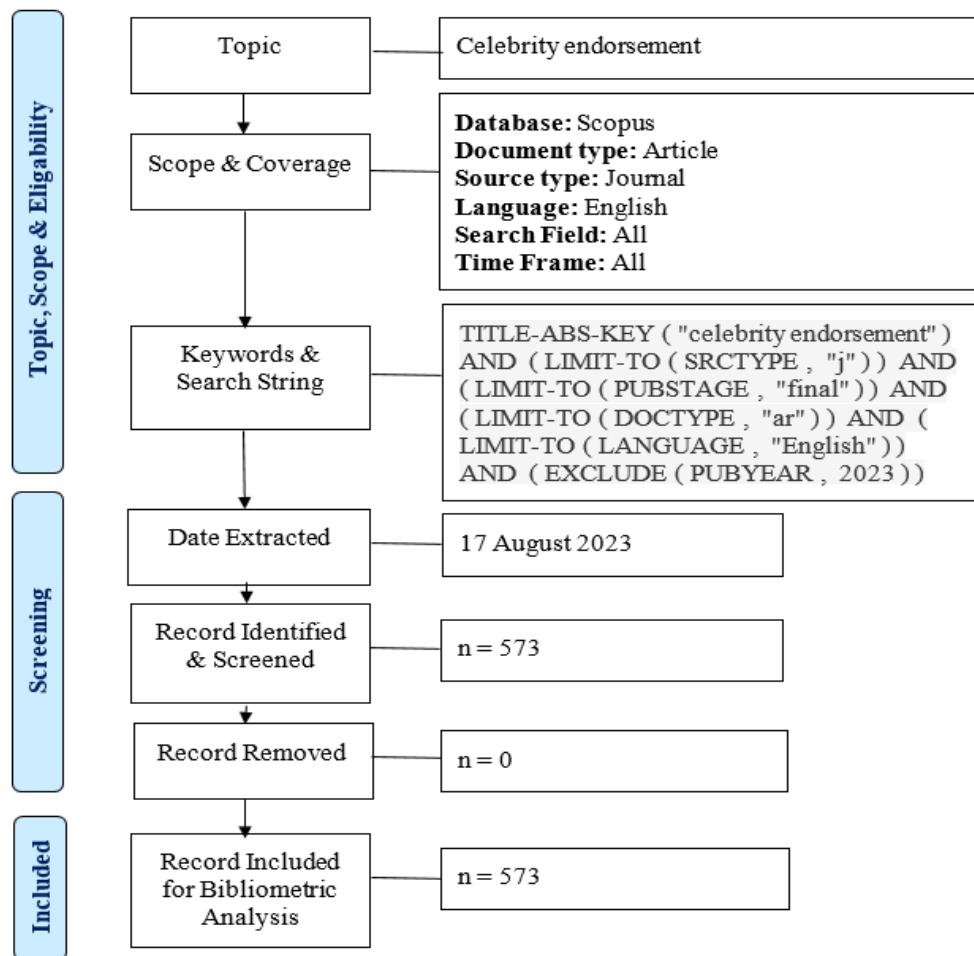 Topic, Scope & Eligability
Topic
Celebrity endorsement
Scope & Coverage
Database: Scopus
Document type: Article
Source type: Journal
Language: English
Search Field: All
Time Frame: All
Keywords &
Search String
TITLE-ABS-KEY ( "celebrity endorsement")
AND ( LIMIT-TO ( SRCTYPE , "j")) AND
( LIMIT-TO ( PUBSTAGE , "final")) AND
( LIMIT-TO ( DOCTYPE , "ar")) AND (
LIMIT-TO ( LANGUAGE , "English"))
AND ( EXCLUDE ( PUBYEAR , 2023 ))
Screening
Date Extracted
17 August 2023
Record Identified
& Screened
n = 573
Record Removed
n = 0
Included
Record Included
for Bibliometric
Analysis
n = 573